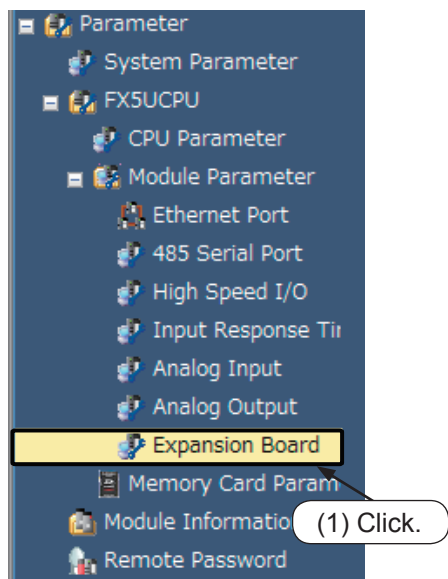 Parameter
System Parameter
FX5UCPU
CPU Parameter
Module Parameter
Ethernet Port
485 Serial Port
High Speed I/O
Input Response
Analog Input
Analog Output
Expansion Board
Memory Card Param
Module Informatio
(1) Click.
Remote Password